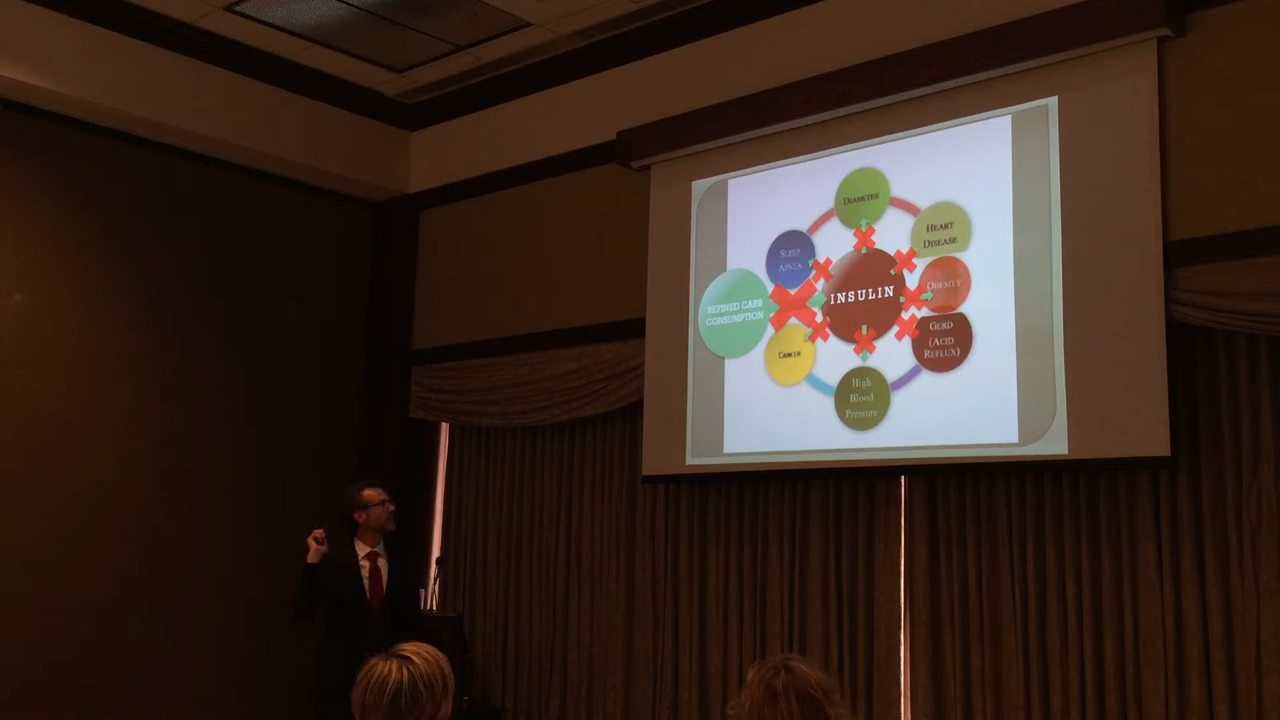 DIABETES
HEART
DISEASE
SLEEP
APNEA
OBESITY
INSULIN
REFINED CARB
CONSUMPTION
GERD
(ACID
REFLUX)
CANCER
High
Blood
Pressure